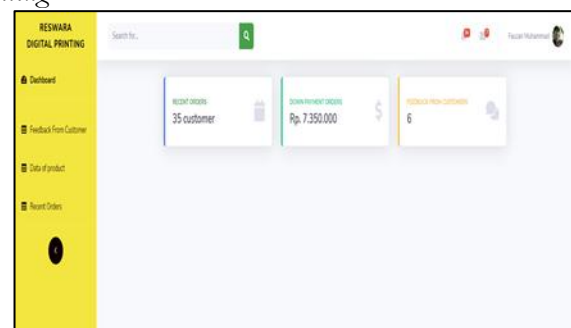 RESWARA
DIGITAL PRINTING
Search for..
Dashboard
Feedback From Customer
Data of product
Recent Orders
RECENT ORDERS
35 customer
DOWN PAYMENT ORDERS
Rp. 7.350.000
FEEDBACK FROM CUSTOMERS
6